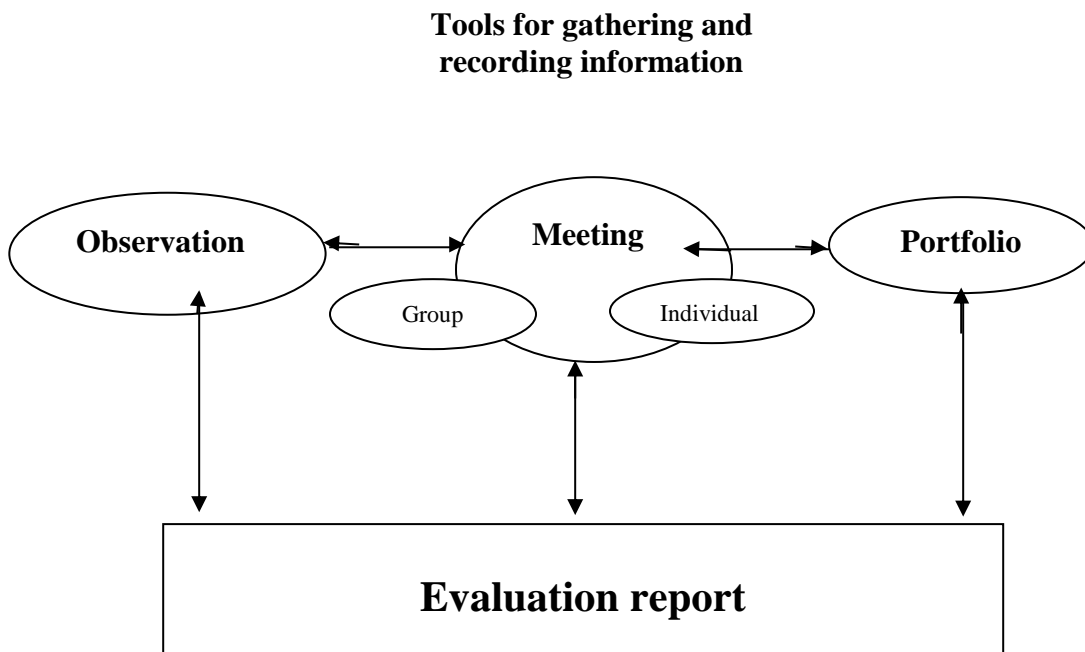 Tools for gathering and
recording information
Observation
Meeting
Portfolio
Group
Individual
Evaluation report